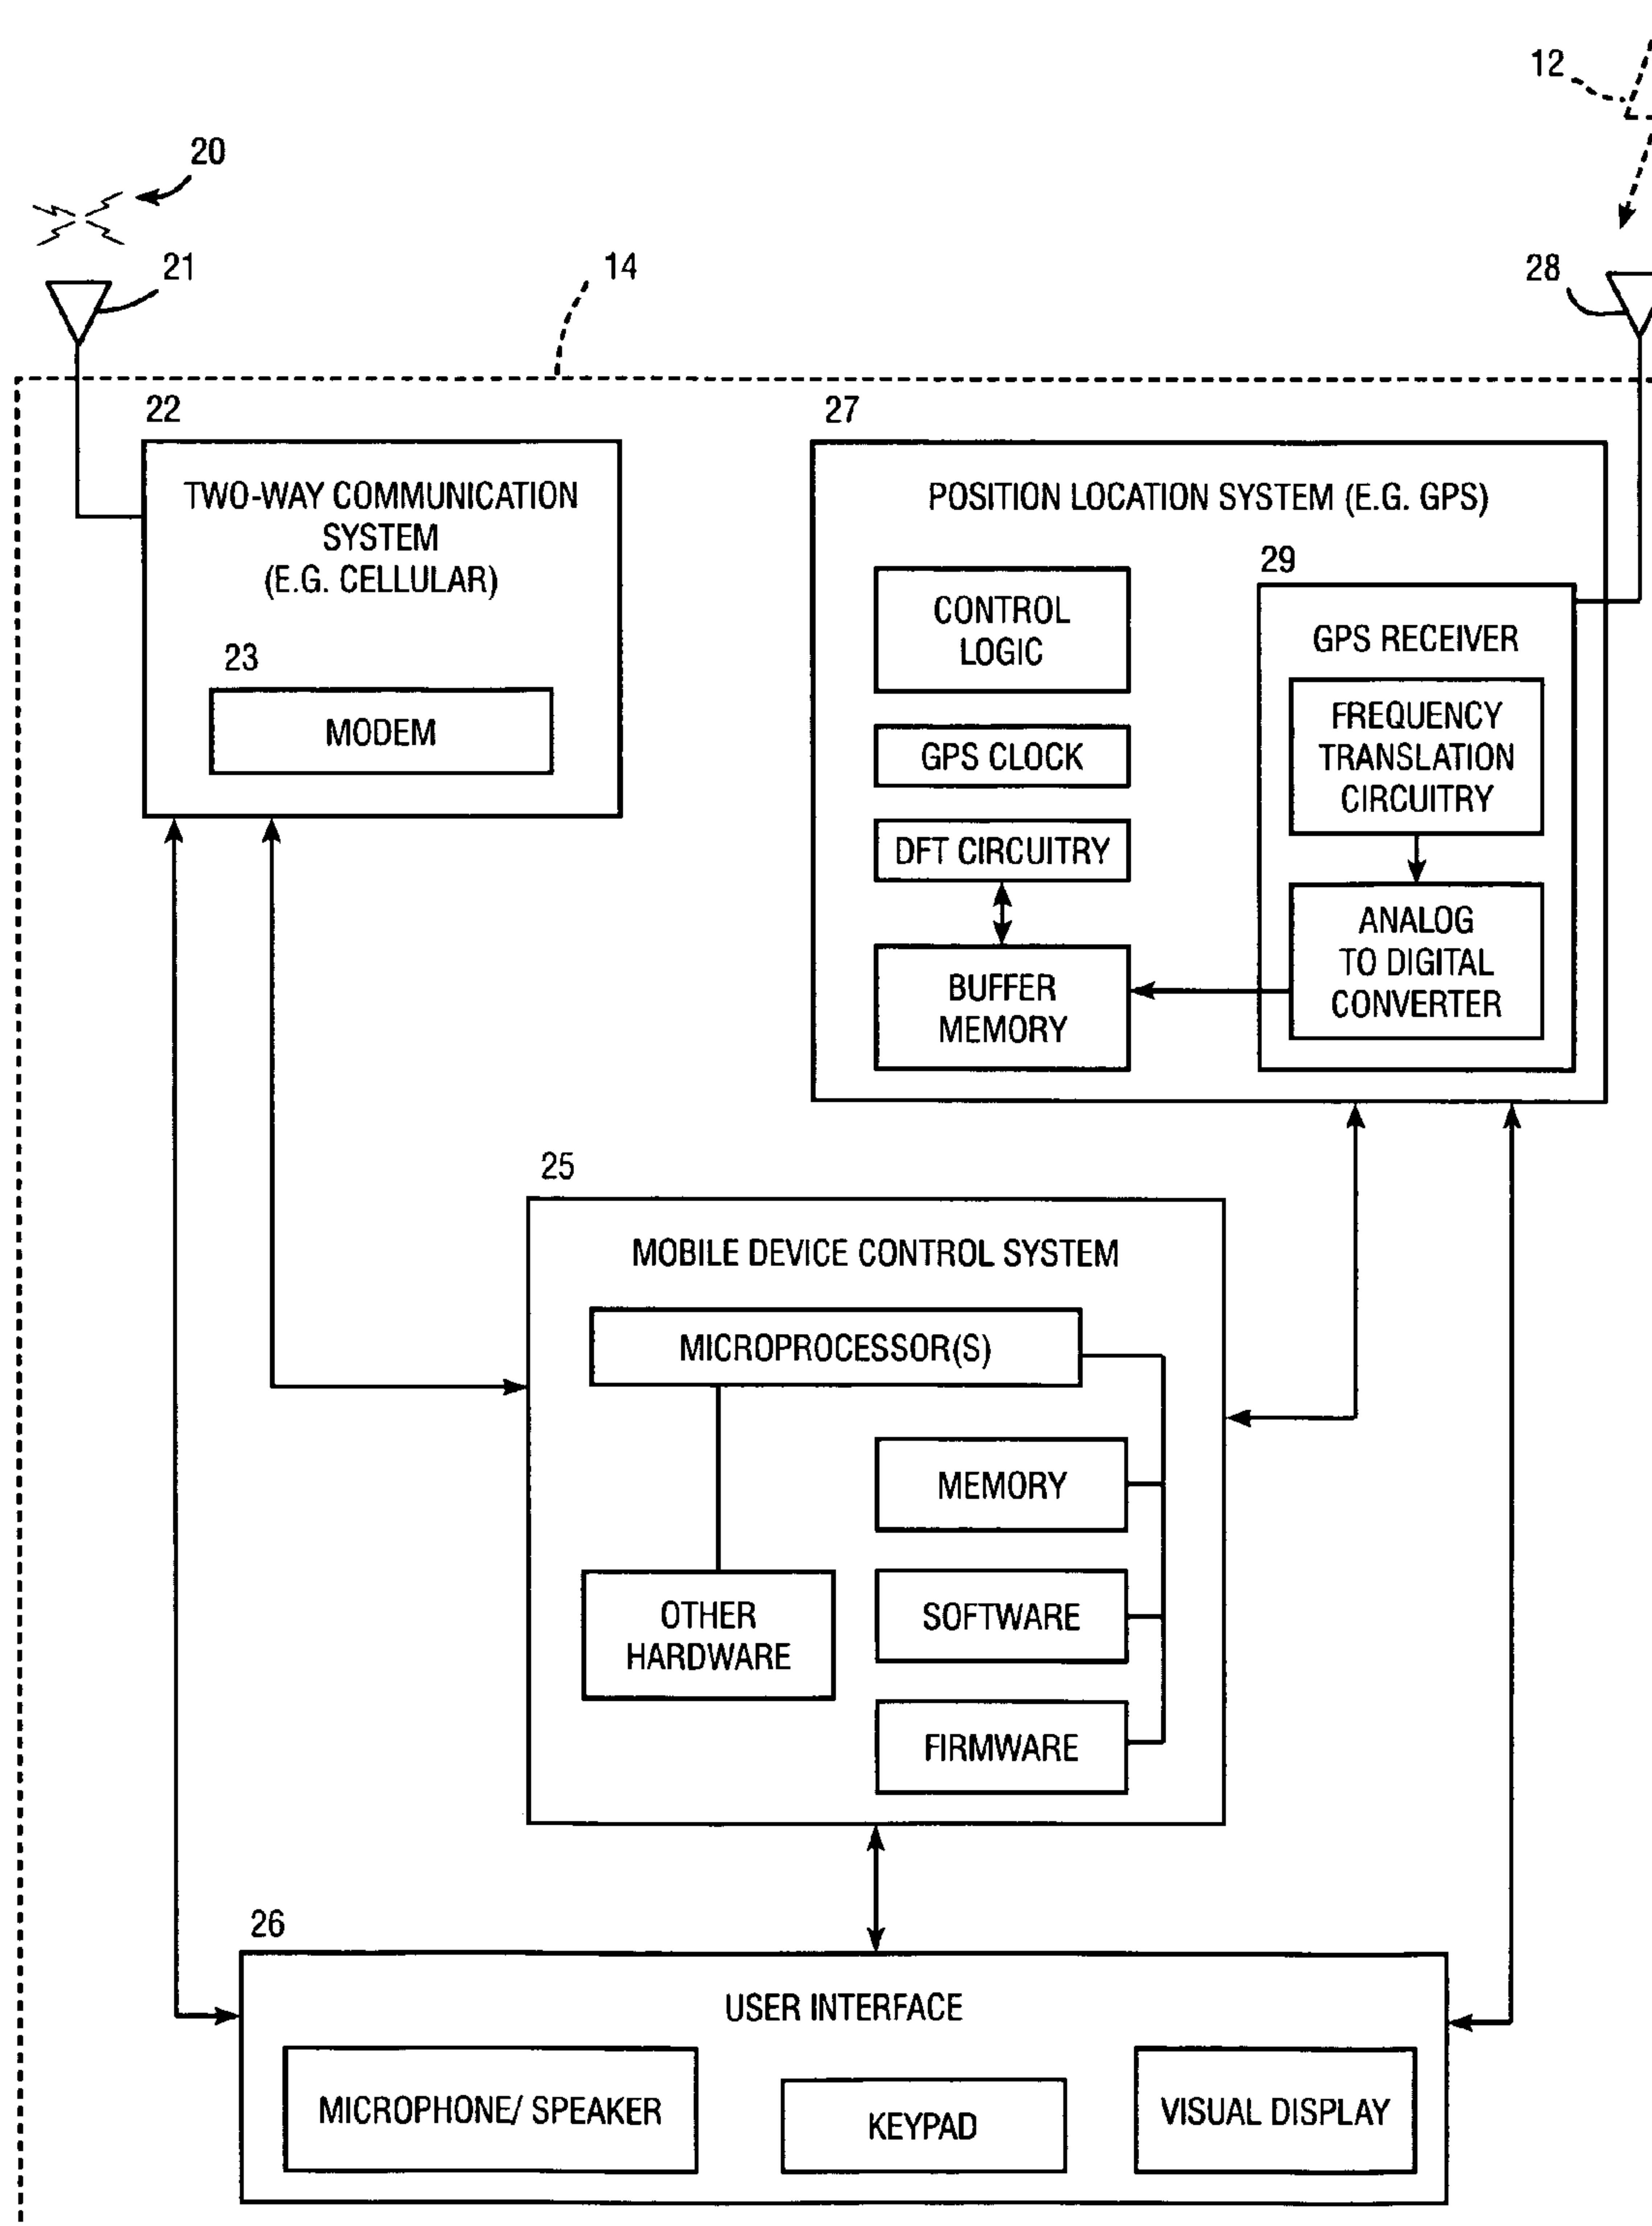 12
20
21
14
28
22
TWO-WAY COMMUNICATION
SYSTEM
(E.G. CELLULAR)
23
MODEM
27
POSITION LOCATION SYSTEM (E.G. GPS)
CONTROL
LOGIC
GPS CLOCK
DFT CIRCUITRY
BUFFER
MEMORY
29
GPS RECEIVER
FREQUENCY
TRANSLATION
CIRCUITRY
ANALOG
TO DIGITAL
CONVERTER
25
MOBILE DEVICE CONTROL SYSTEM
MICROPROCESSOR(S)
MEMORY
OTHER
HARDWARE
SOFTWARE
FIRMWARE
26
USER INTERFACE
MICROPHONE/ SPEAKER
KEYPAD
VISUAL DISPLAY